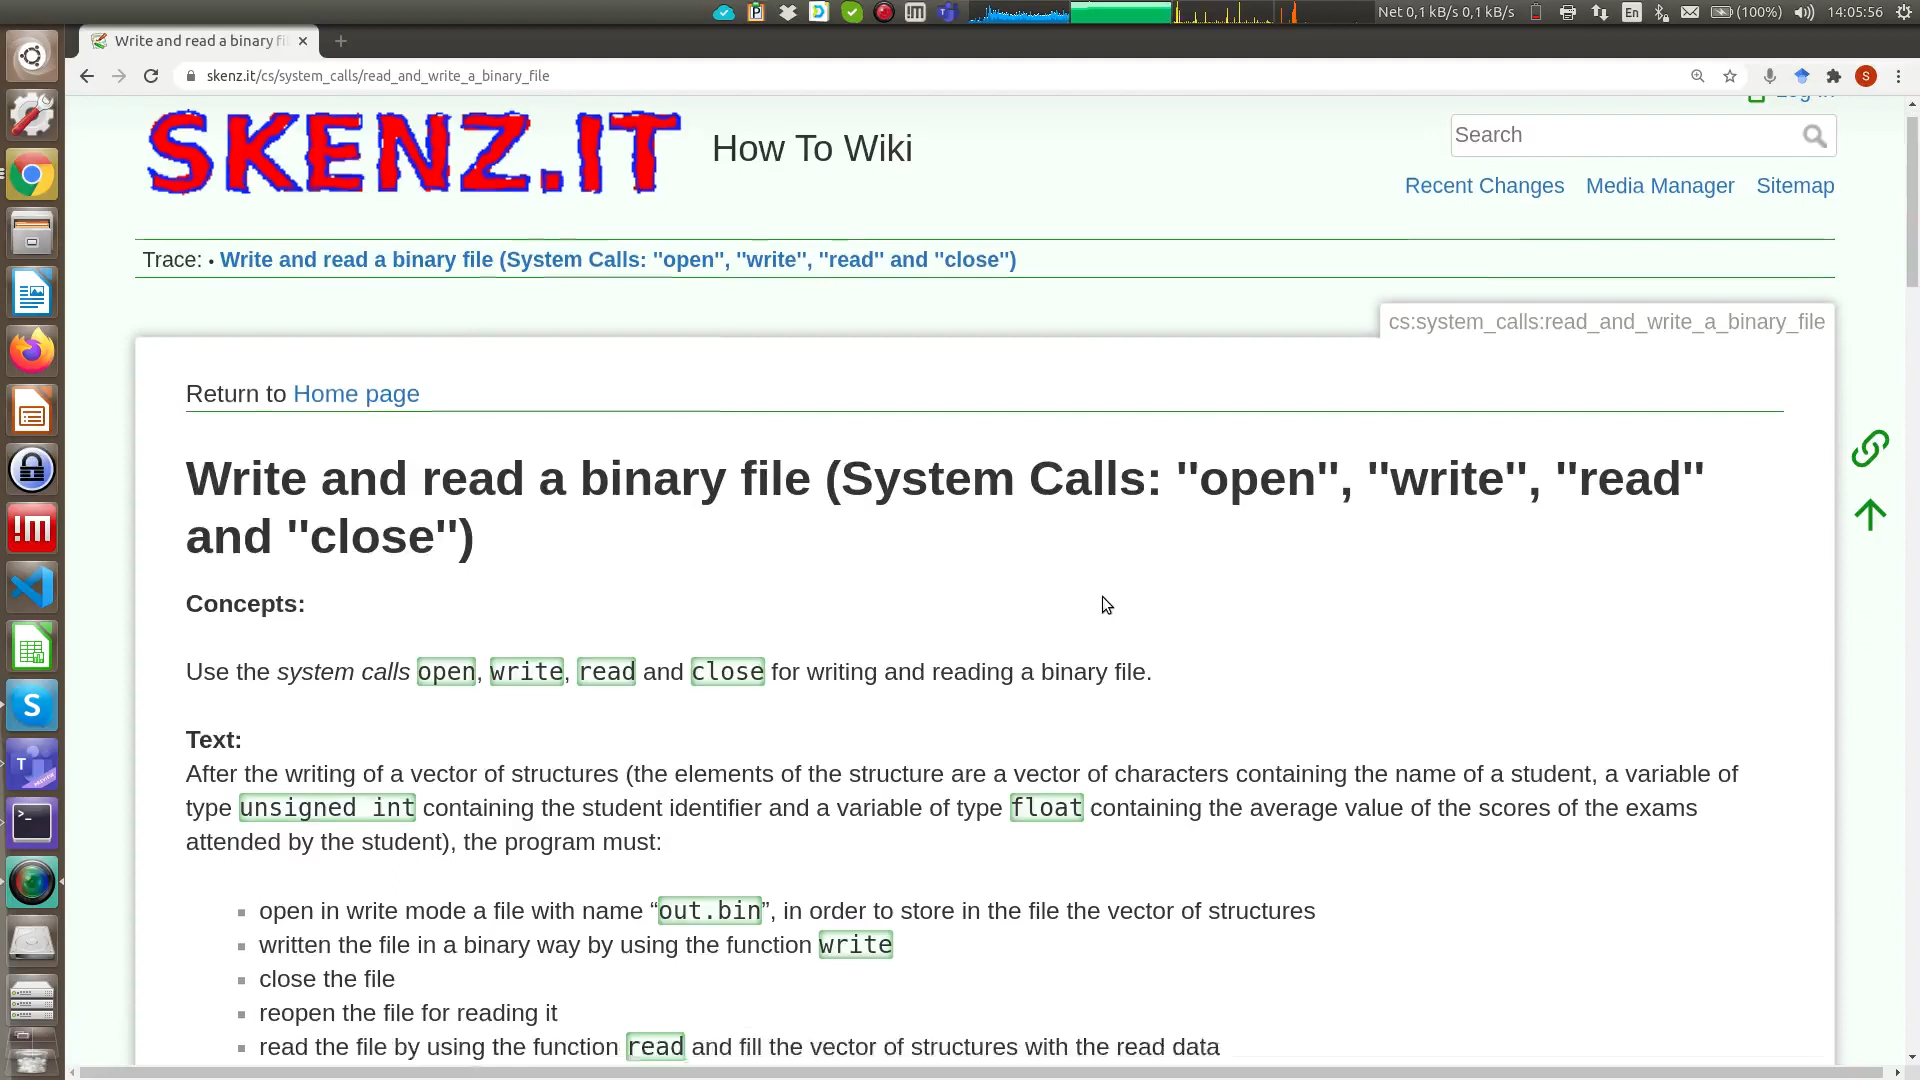 Net 0,1 kB/s 0,1 kB/s En (100%) 14:05:56
Write and read a binary fi
skenz.it/cs/system_calls/read_and_write_a_binary_file
S
SKENZ.IT
How To Wiki
Log In
Search
Recent Changes Media Manager Sitemap
Trace: • Write and read a binary file (System Calls: "open", "write", "read" and "close")
cs:system_calls:read_and_write_a_binary_file
Return to Home page
Write and read a binary file (System Calls: "open", "write", "read"
and "close")
Concepts:
Use the system calls open, write, read and close for writing and reading a binary file.
Text:
After the writing of a vector of structures (the elements of the structure are a vector of characters containing the name of a student, a variable of
type unsigned int containing the student identifier and a variable of type float containing the average value of the scores of the exams
attended by the student), the program must:
▪ open in write mode a file with name “out.bin”, in order to store in the file the vector of structures
▪ written the file in a binary way by using the function write
▪ close the file
▪ reopen the file for reading it
▪ read the file by using the function read and fill the vector of structures with the read data